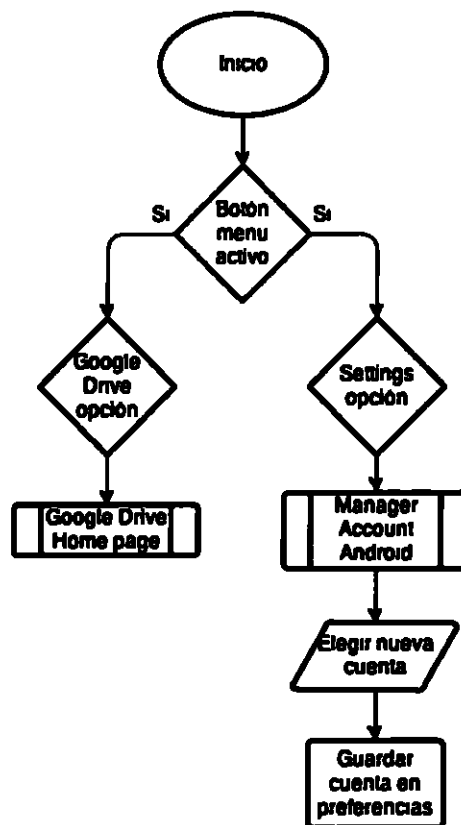 Inicio
Si
Botón
menu
activo
Si
Google
Drive
opción
Settings
opción
Google Drive
Home page
Manager
Account
Android
Elegir nueva
cuenta
Guardar
cuenta en
preferencias